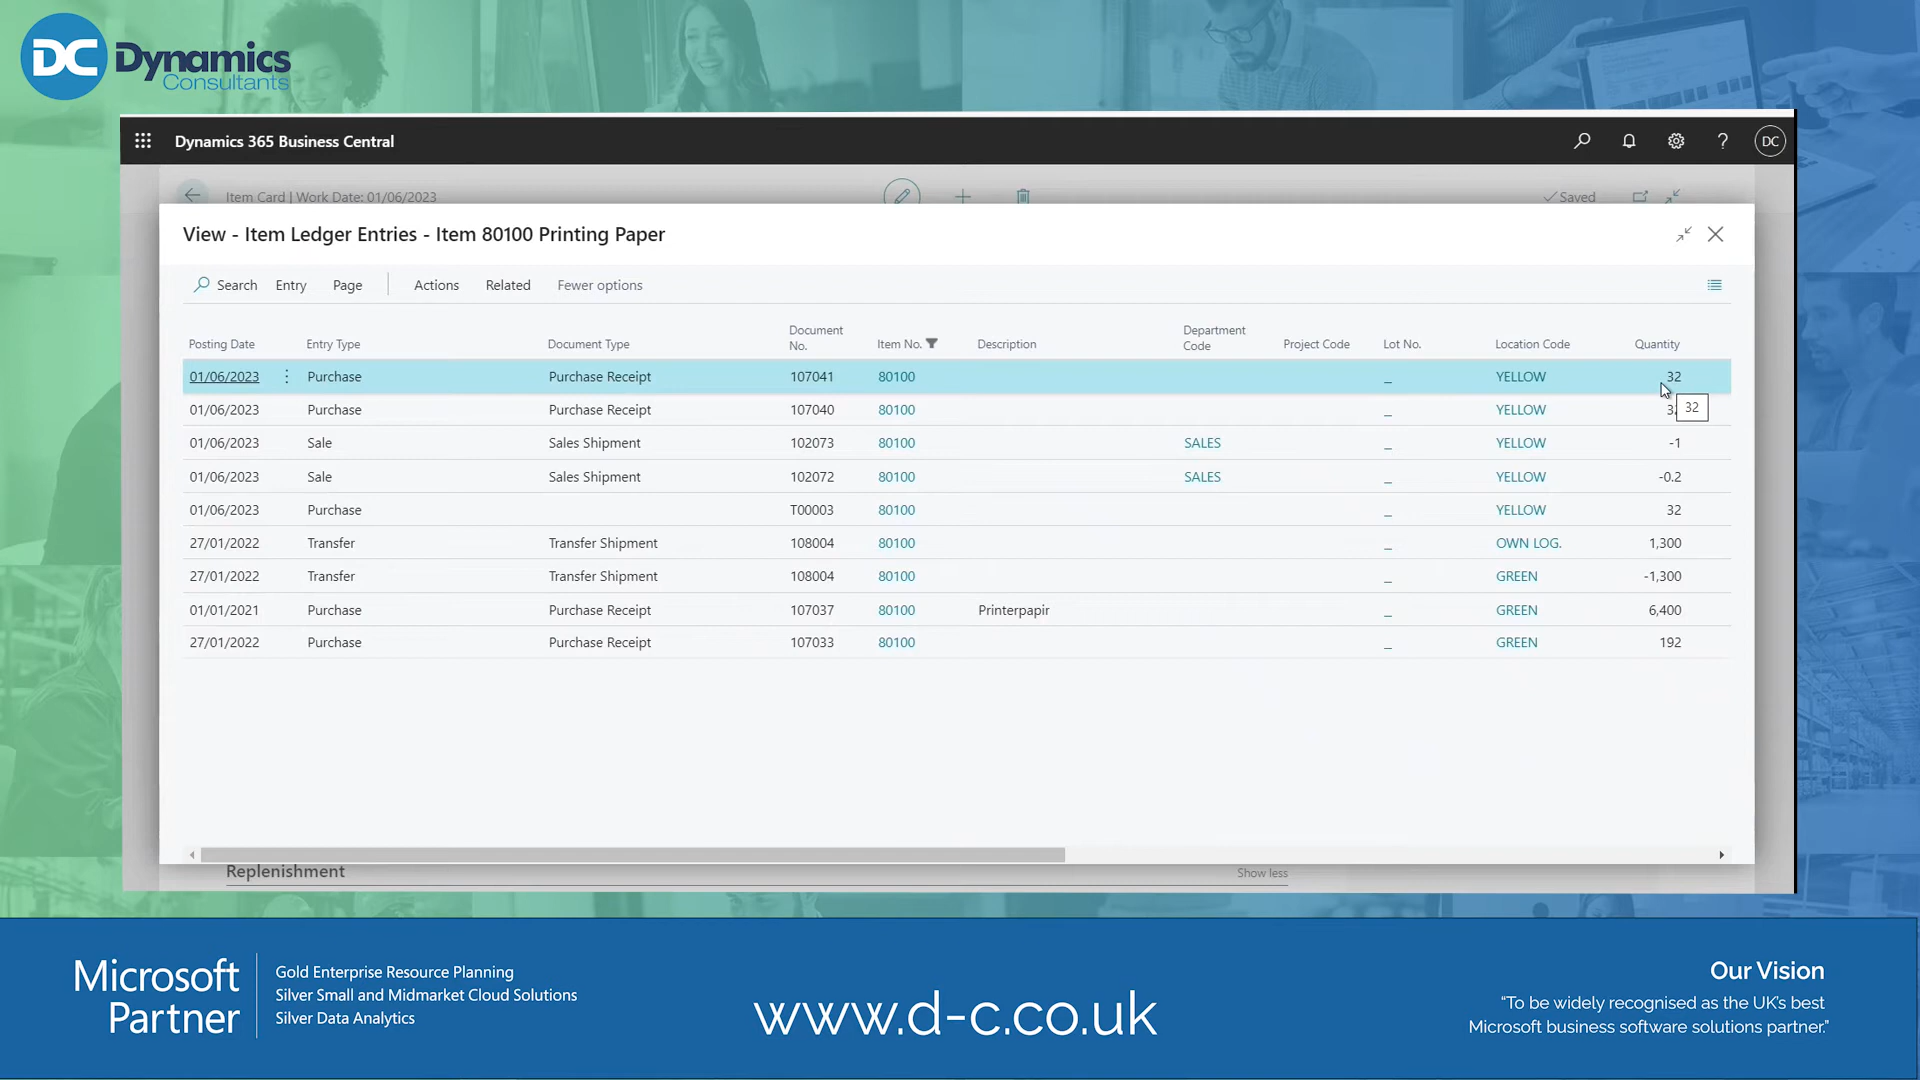 DC Dynamics
Consultants
Dynamics 365 Business Central
DC
Item Card | Work Date: 01/06/2023
Saved
View - Item Ledger Entries - Item 80100 Printing Paper
Search Entry Page Actions Related Fewer options
Posting Date Entry Type Document Type Document No. Item No. Description Department Code Project Code Lot No. Location Code Quantity
01/06/2023 Purchase Purchase Receipt 107041 80100 _ YELLOW 32
01/06/2023 Purchase Purchase Receipt 107040 80100 _ YELLOW
32
01/06/2023 Sale Sales Shipment 102073 80100 SALES _ YELLOW -1
01/06/2023 Sale Sales Shipment 102072 80100 SALES _ YELLOW -0.2
01/06/2023 Purchase T00003 80100 _ YELLOW 32
27/01/2022 Transfer Transfer Shipment 108004 80100 _ OWN LOG. 1,300
27/01/2022 Transfer Transfer Shipment 108004 80100 _ GREEN -1,300
01/01/2021 Purchase Purchase Receipt 107037 80100 Printerpapir _ GREEN 6,400
27/01/2022 Purchase Purchase Receipt 107033 80100 _ GREEN 192
Replenishment
Show less
Microsoft
Partner
Gold Enterprise Resource Planning
Silver Small and Midmarket Cloud Solutions
Silver Data Analytics
www.d-c.co.uk
Our Vision
“To be widely recognised as the UK's best
Microsoft business software solutions partner.”